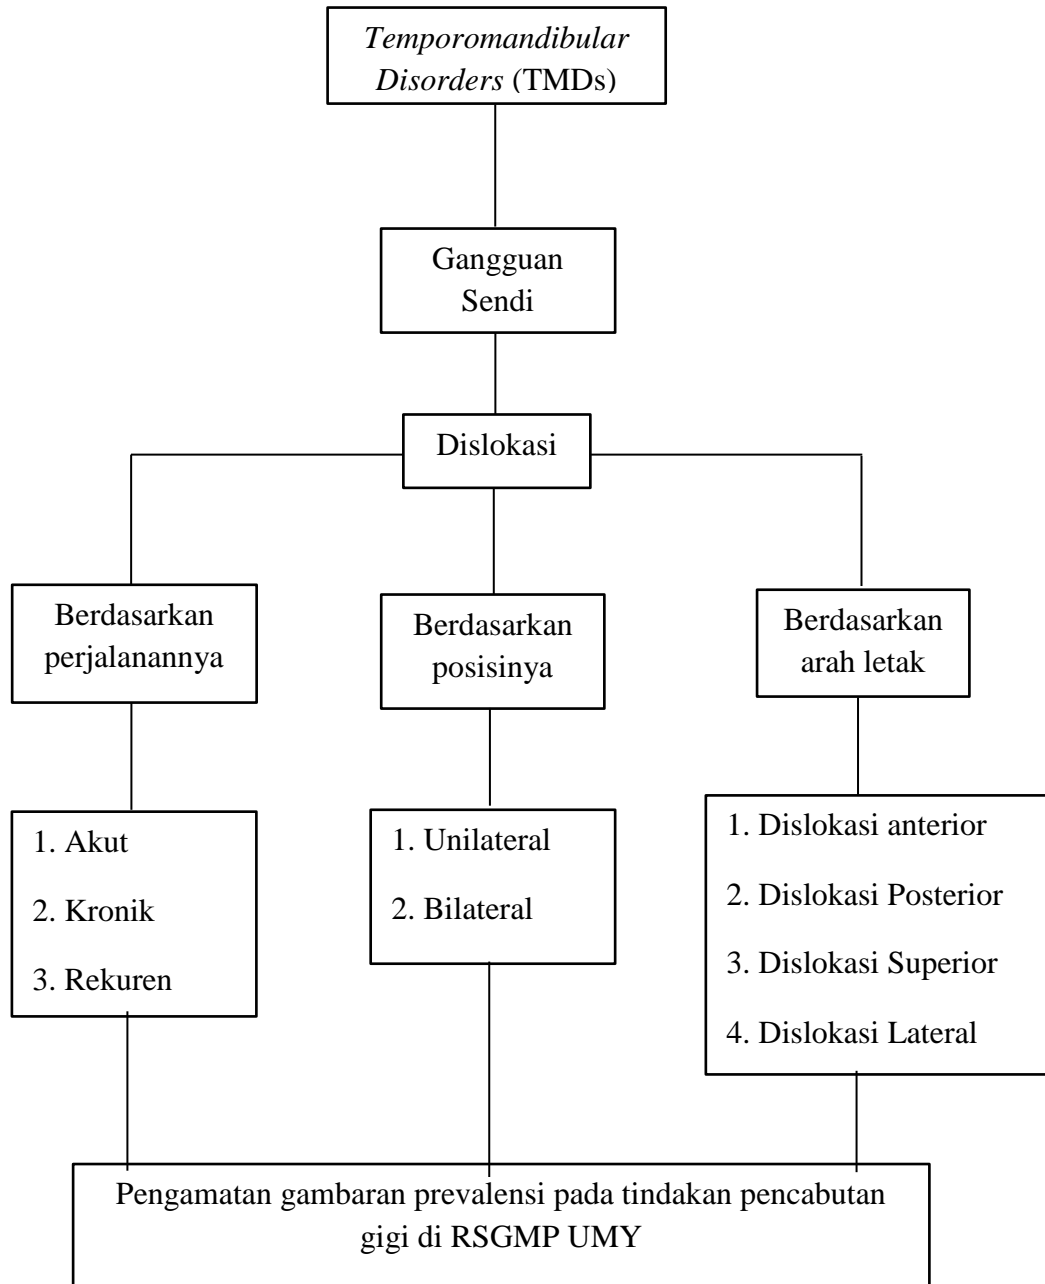 Temporomandibular
Disorders (TMDs)
Gangguan
Sendi
Dislokasi
Berdasarkan
perjalanannya
Berdasarkan
posisinya
Berdasarkan
arah letak
1. Akut
2. Kronik
3. Rekuren
1. Unilateral
2. Bilateral
1. Dislokasi anterior
2. Dislokasi Posterior
3. Dislokasi Superior
4. Dislokasi Lateral
Pengamatan gambaran prevalensi pada tindakan pencabutan
gigi di RSGMP UMY